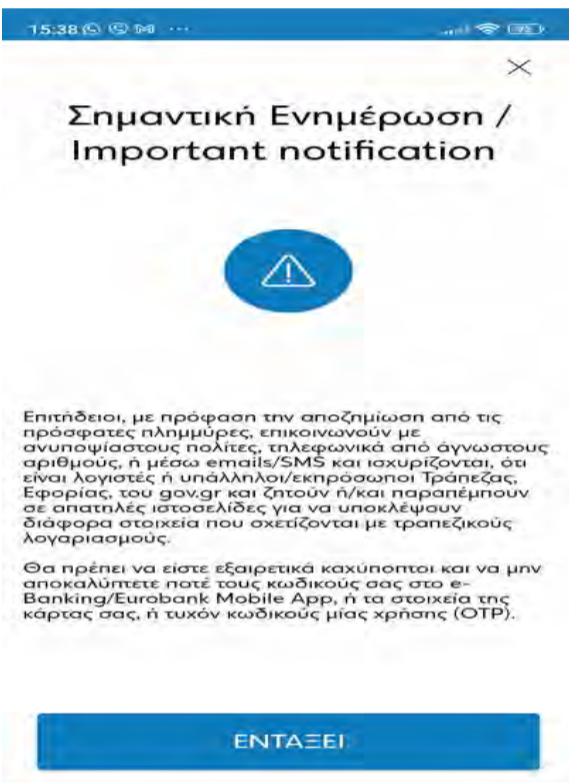 15:38
Σημαντική Ενημέρωση /
Important notification
Επιτήδειοι, με πρόφαση την αποζημίωση από τις
πρόσφατες πλημμύρες, επικοινωνούν με
ανυποψίαστους πολίτες, τηλεφωνικά από άγνωστους
αριθμούς, ή μέσω emails/SMS και ισχυρίζονται, ότι
είναι λογιστές ή υπάλληλοι/εκπρόσωποι Τράπεζας,
Εφορίας, του gov.gr και ζητούν ή/και παραπέμπουν
σε απατηλές ιστοσελίδες για να υποκλέψουν
διάφορα στοιχεία που σχετίζονται με τραπεζικούς
λογαριασμούς.
Θα πρέπει να είστε εξαιρετικά καχύποπτοι και να μην
αποκαλύπτετε ποτέ τους κωδικούς σας στο e-
Banking/Eurobank Mobile App, ή τα στοιχεία της
κάρτας σας, ή τυχόν κωδικούς μίας χρήσης (OTP).
ΕΝΤΑΞΕΙ